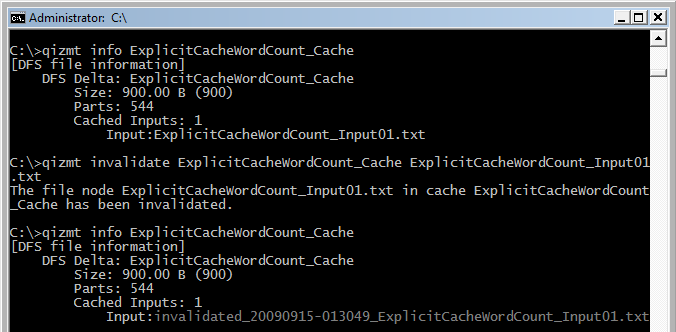 Administrator: C:\
C:\>qizmt info ExplicitCacheWordCount_Cache
[DFS file information]
DFS Delta: ExplicitCacheWordCount_Cache
Size: 900.00 B (900)
Parts: 544
Cached Inputs: 1
Input:ExplicitCacheWordCount_Input01.txt
C:\>qizmt invalidate ExplicitCacheWordCount_Cache ExplicitCacheWordCount_Input01
.txt
The file node ExplicitCacheWordCount_Input01.txt in cache ExplicitCacheWordCount
_Cache has been invalidated.
C:\>qizmt info ExplicitCacheWordCount_Cache
[DFS file information]
DFS Delta: ExplicitCacheWordCount_Cache
Size: 900.00 B (900)
Parts: 544
Cached Inputs: 1
Input:invalidated_20090915-013049_ExplicitCacheWordCount_Input01.txt